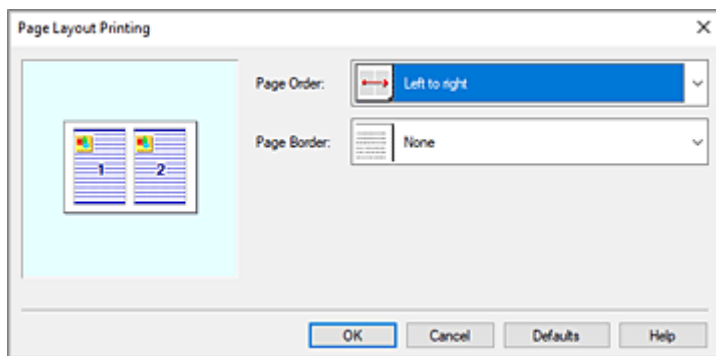 Page Layout Printing
Page Order:
Left to right
1 2
Page Border:
None
OK Cancel Defaults Help